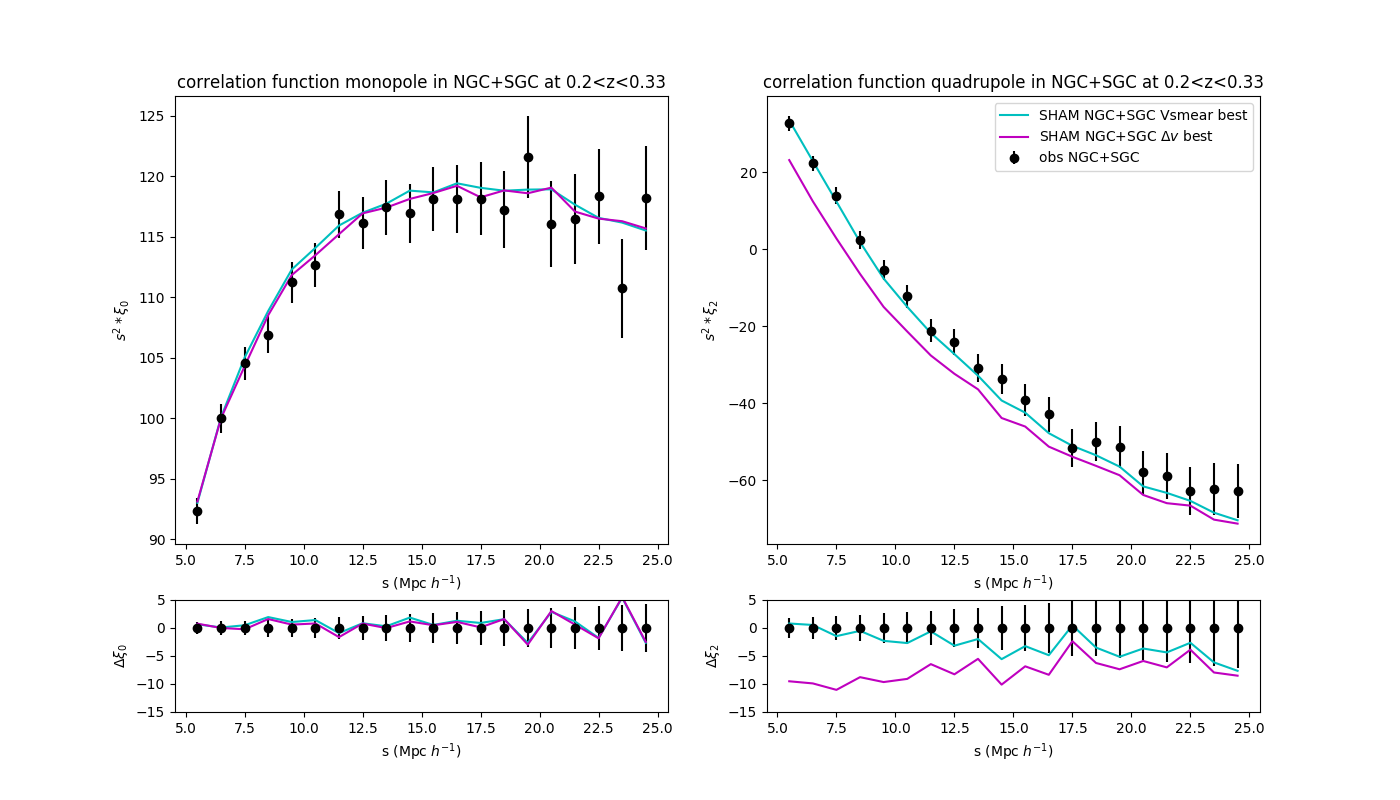 correlation function monopole in NGC+SGC at 0.2<z<0.33
125
120
115
110
105
100
95
90
s² * ξ₀
5.0 7.5 10.0 12.5 15.0 17.5 20.0 22.5 25.0
s (Mpc h⁻¹)
5
0
−5
−10
−15
Δξ₀
5.0 7.5 10.0 12.5 15.0 17.5 20.0 22.5 25.0
s (Mpc h⁻¹)
correlation function quadrupole in NGC+SGC at 0.2<z<0.33
SHAM NGC+SGC Vsmear best
SHAM NGC+SGC Δv best
obs NGC+SGC
20
0
−20
−40
−60
s² * ξ₂
5.0 7.5 10.0 12.5 15.0 17.5 20.0 22.5 25.0
s (Mpc h⁻¹)
5
0
−5
−10
−15
Δξ₂
5.0 7.5 10.0 12.5 15.0 17.5 20.0 22.5 25.0
s (Mpc h⁻¹)